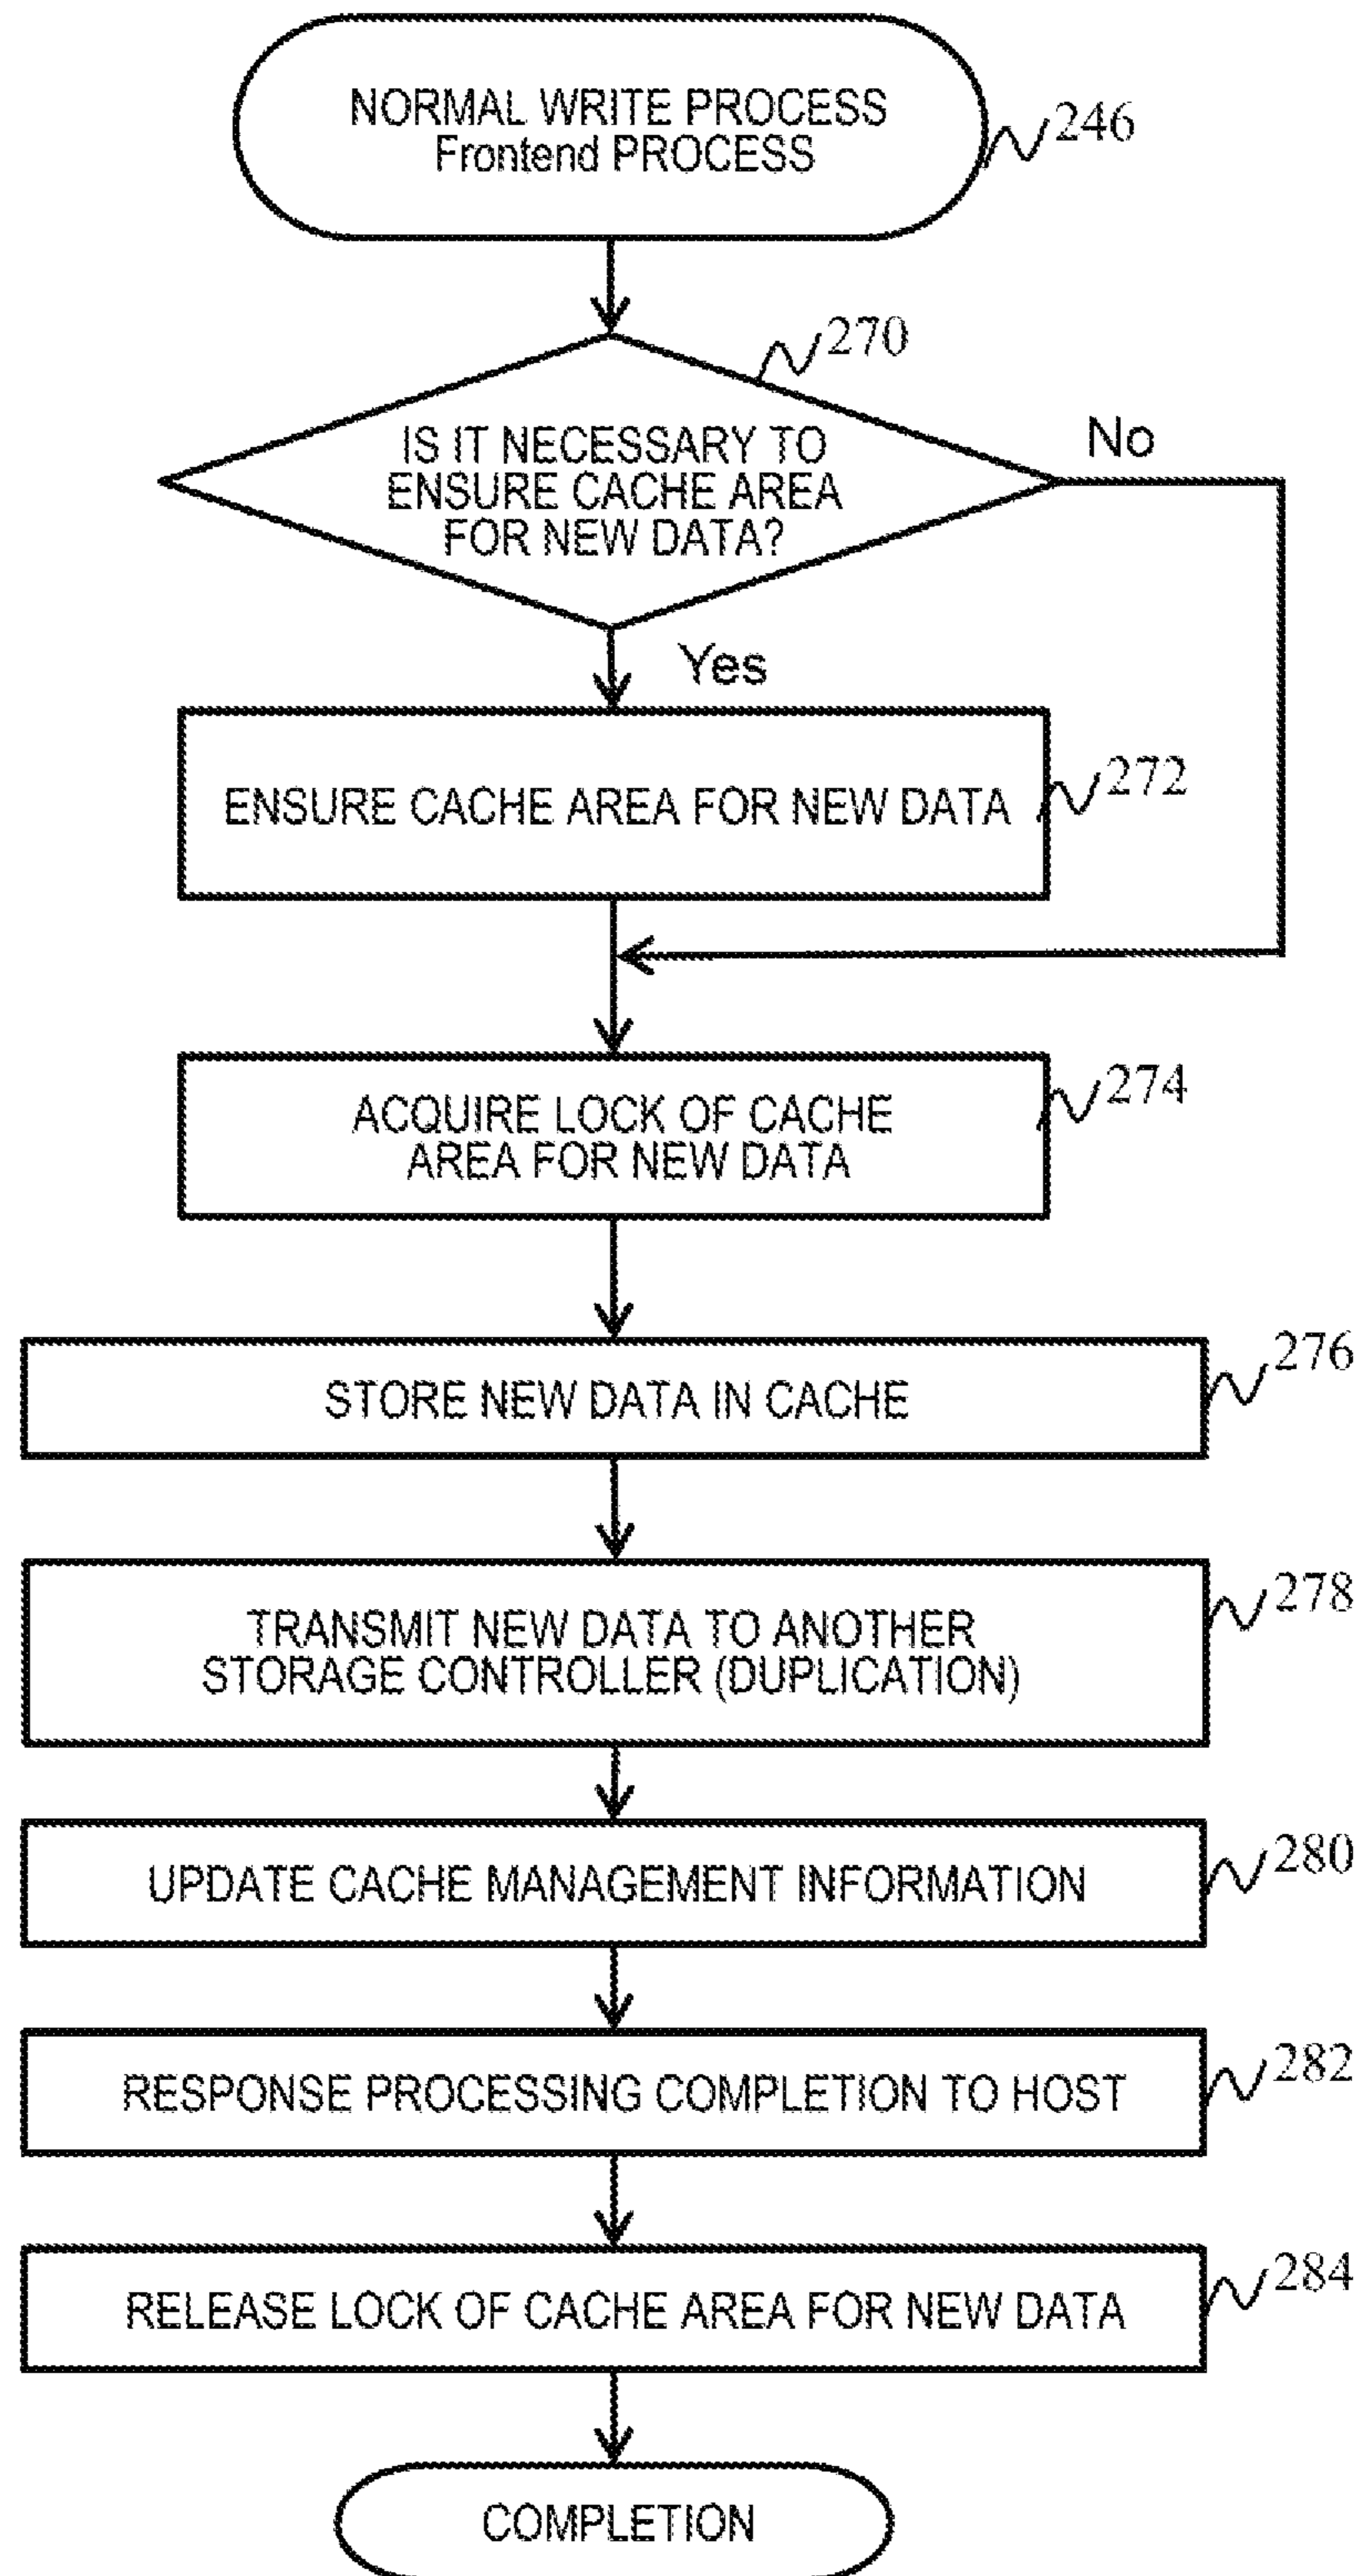 NORMAL WRITE PROCESS
Frontend PROCESS
246
270
IS IT NECESSARY TO
ENSURE CACHE AREA
FOR NEW DATA?
No
Yes
ENSURE CACHE AREA FOR NEW DATA
272
ACQUIRE LOCK OF CACHE
AREA FOR NEW DATA
274
STORE NEW DATA IN CACHE
276
TRANSMIT NEW DATA TO ANOTHER
STORAGE CONTROLLER (DUPLICATION)
278
UPDATE CACHE MANAGEMENT INFORMATION
280
RESPONSE PROCESSING COMPLETION TO HOST
282
RELEASE LOCK OF CACHE AREA FOR NEW DATA
284
COMPLETION